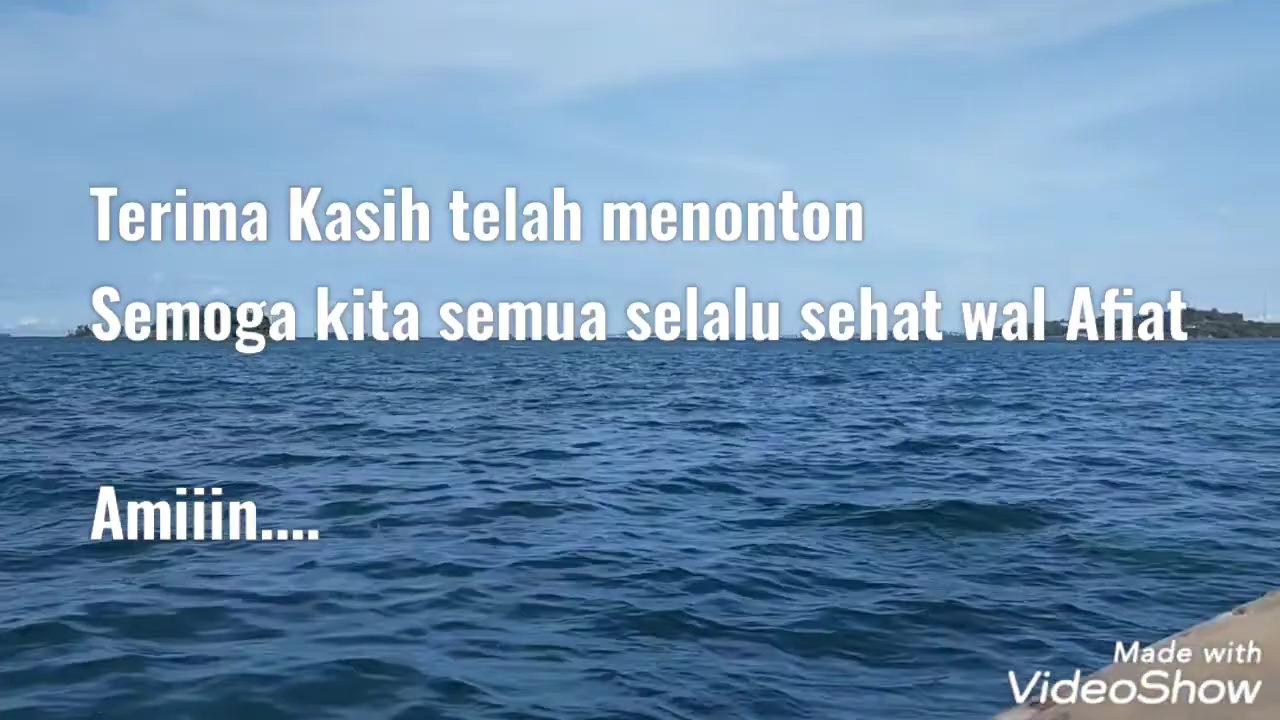 Terima Kasih telah menonton
Semoga kita semua selalu sehat wal Afiat
Amiiin....
Made with
VideoShow